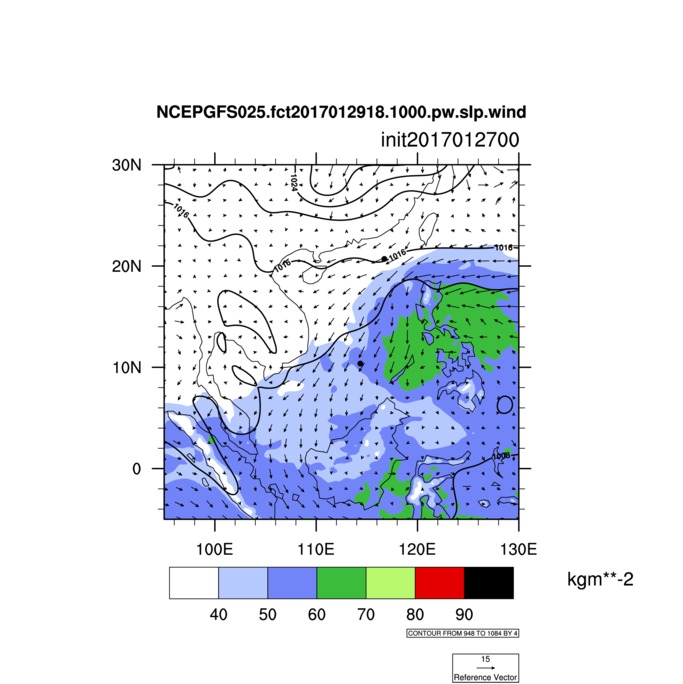 NCEPGFS025.fct2017012918.1000.pw.slp.wind
init2017012700
30N
1024
1016
1016
1016
1016
20N
10N
1008
0
100E 110E 120E 130E
kgm**-2
40 50 60 70 80 90
CONTOUR FROM 948 TO 1084 BY 4
15
Reference Vector